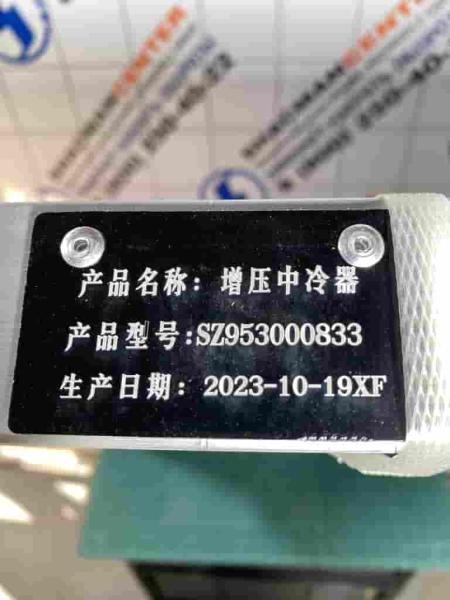 SHACMANCENTER
产品名称：增压中冷器
产品型号:SZ953000833
生产日期：2023-10-19XF